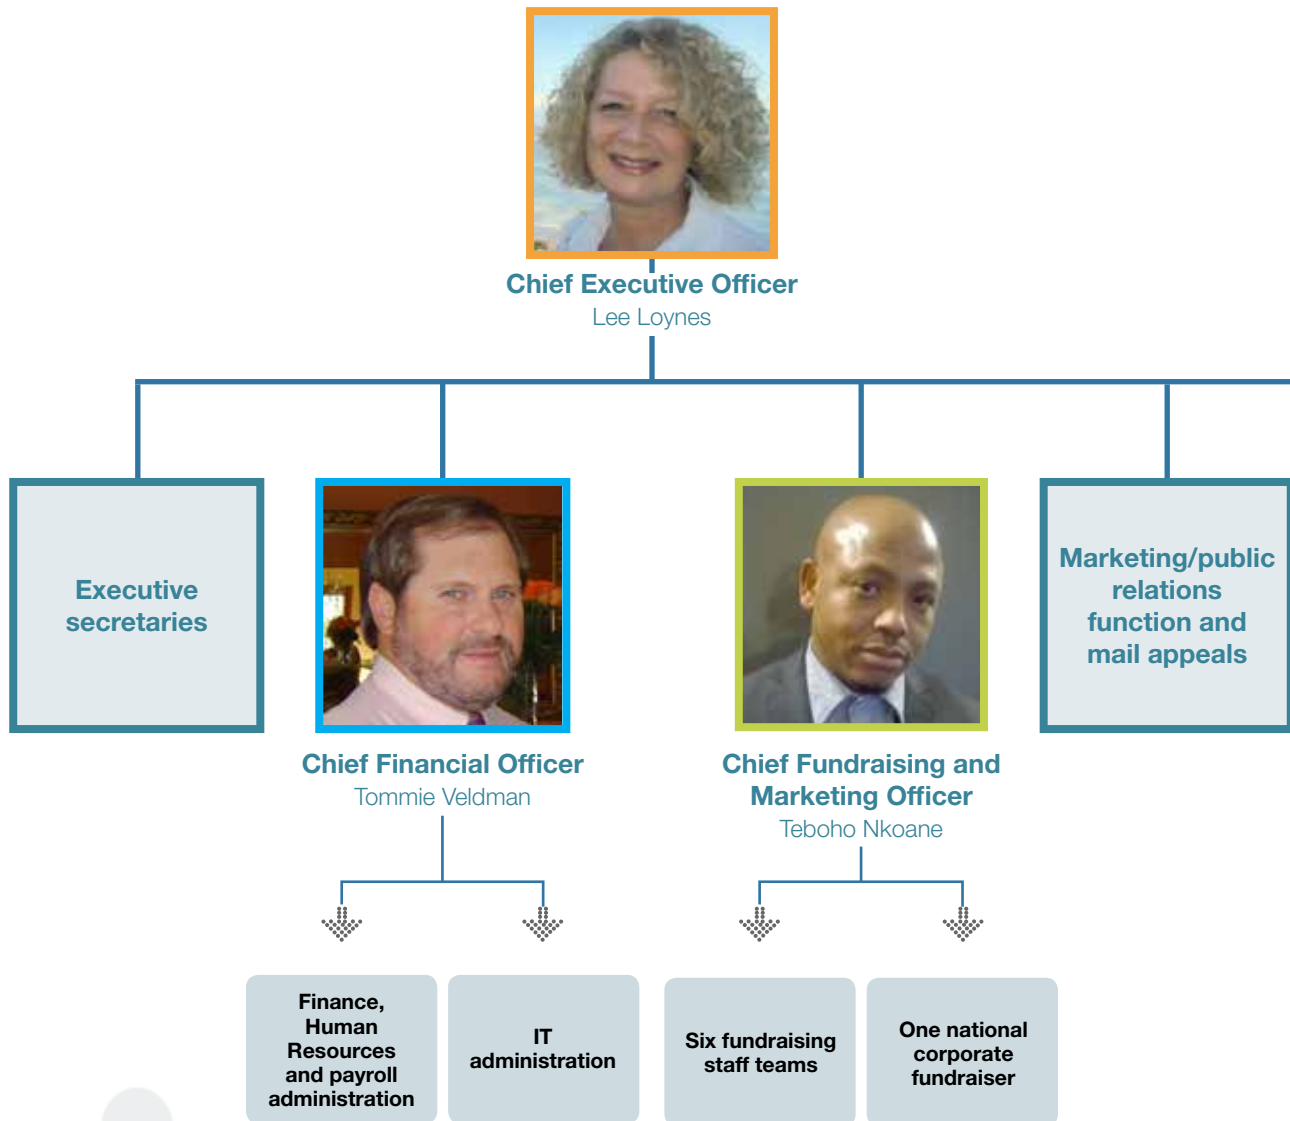 Chief Executive Officer
Lee Loynes
Executive
secretaries
Marketing/public
relations
function and
mail appeals
Chief Financial Officer
Tommie Veldman
Chief Fundraising and
Marketing Officer
Teboho Nkoane
Finance,
Human
Resources
and payroll
administration
IT
administration
Six fundraising
staff teams
One national
corporate
fundraiser